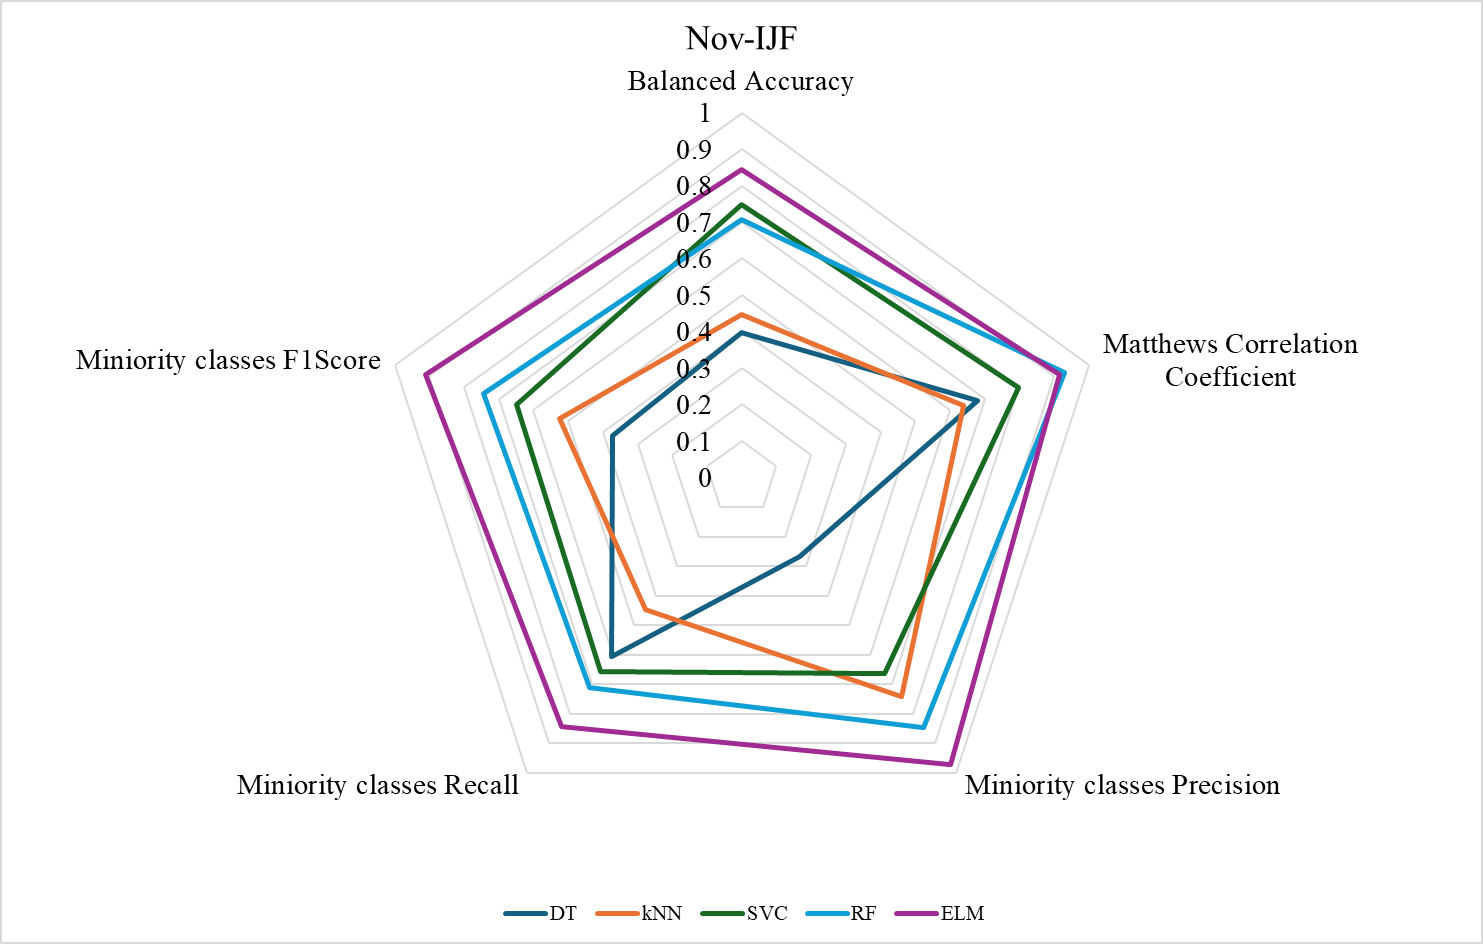 Nov-IJF
Balanced Accuracy
1
0.9
0.8
0.7
0.6
0.5
0.4
0.3
0.2
0.1
0
Matthews Correlation
Coefficient
Miniority classes F1Score
Miniority classes Recall
Miniority classes Precision
DT kNN SVC RF ELM